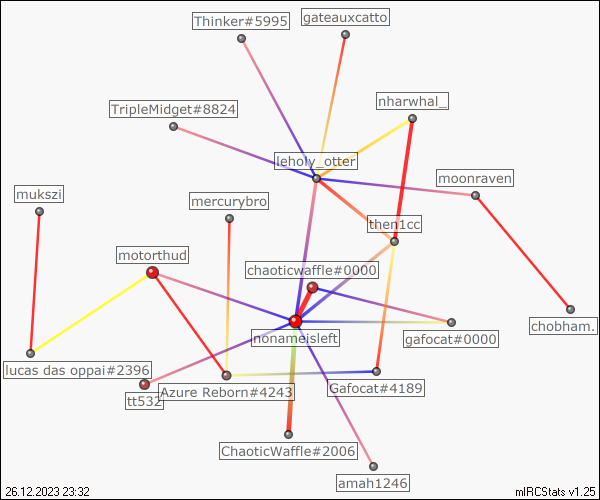 Thinker#5995
gateauxcatto
nharwhal_
TripleMidget#8824
leholy_otter
moonraven
mukszi
mercurybro
then1cc
motorthud
chaoticwaffle#0000
chobham.
nonameisleft
gafocat#0000
lucas das oppai#2396
Azure Reborn#4243
Gafocat#4189
tt532
ChaoticWaffle#2006
amah1246
26.12.2023 23:32
mIRCStats v1.25